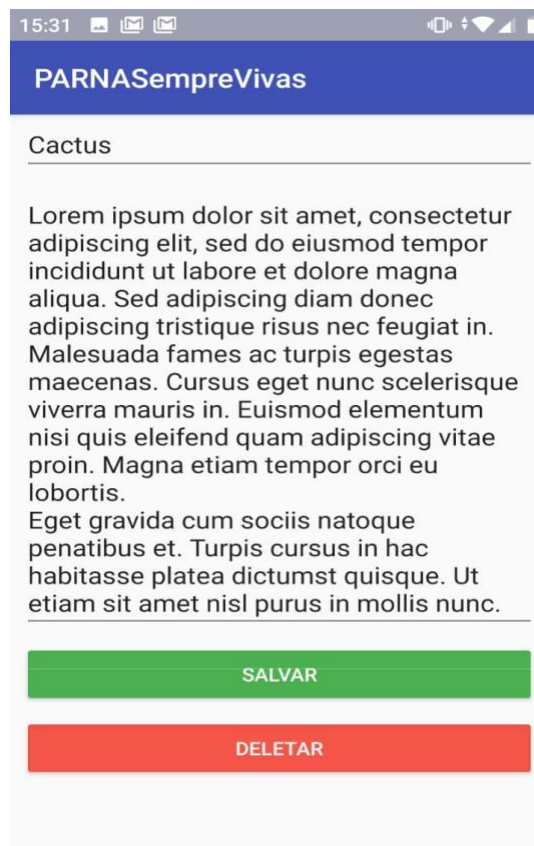 15:31
PARNASempreVivas
Cactus
Lorem ipsum dolor sit amet, consectetur
adipiscing elit, sed do eiusmod tempor
incididunt ut labore et dolore magna
aliqua. Sed adipiscing diam donec
adipiscing tristique risus nec feugiat in.
Malesuada fames ac turpis egestas
maecenas. Cursus eget nunc scelerisque
viverra mauris in. Euismod elementum
nisi quis eleifend quam adipiscing vitae
proin. Magna etiam tempor orci eu
lobortis.
Eget gravida cum sociis natoque
penatibus et. Turpis cursus in hac
habitasse platea dictumst quisque. Ut
etiam sit amet nisl purus in mollis nunc.
SALVAR
DELETAR